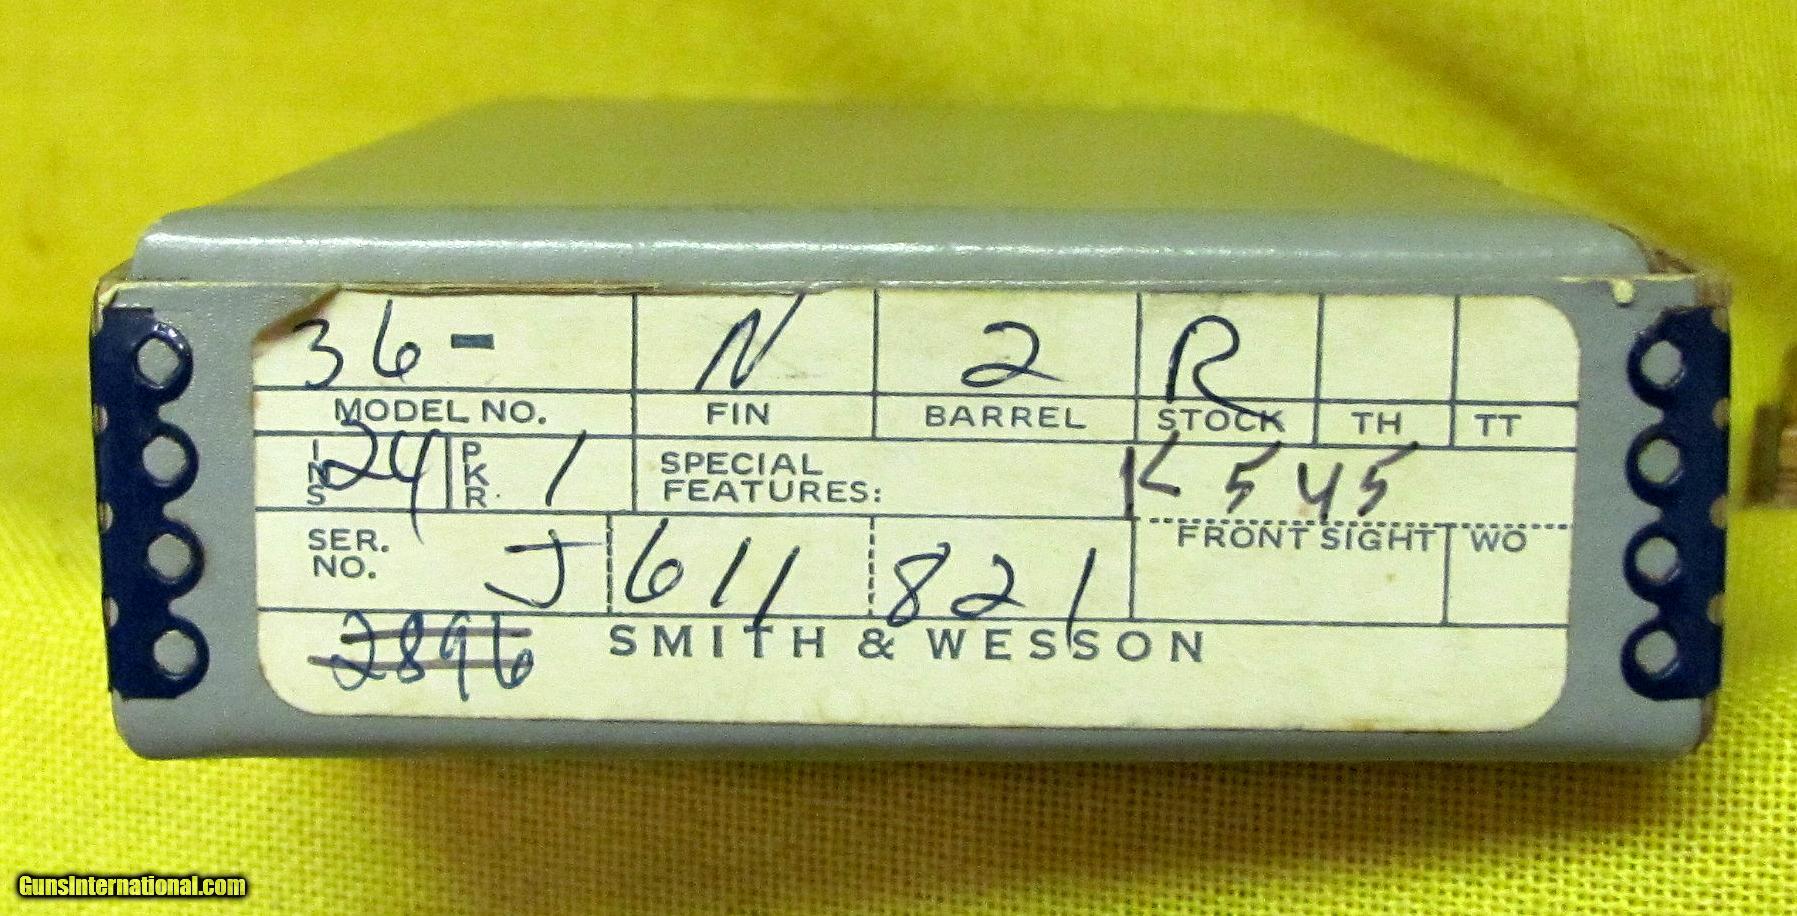 36- N 2 R
MODEL NO. FIN BARREL STOCK TH TT
INS 24 PKR. 1 SPECIAL FEATURES: K545
FRONT SIGHT WO
SER. NO. J 611 821
2896 SMITH & WESSON
GunsInternational.com